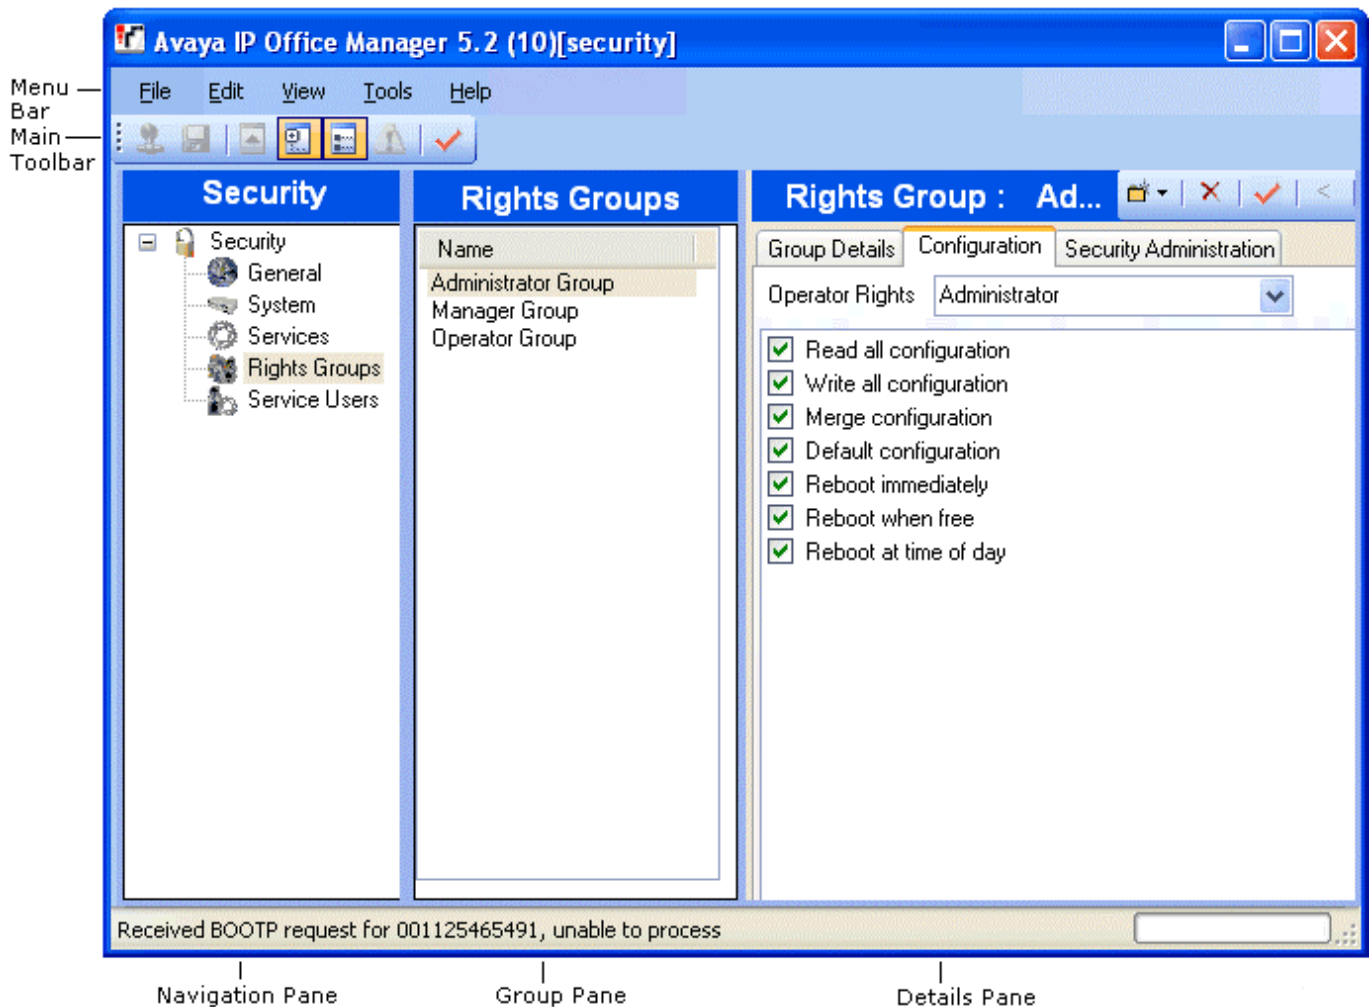 Avaya IP Office Manager 5.2 (10)[security]
Menu Bar
File Edit View Tools Help
Main Toolbar
Security
Security
General
System
Services
Rights Groups
Service Users
Rights Groups
Name
Administrator Group
Manager Group
Operator Group
Rights Group : Ad...
Group Details Configuration Security Administration
Operator Rights Administrator
Read all configuration
Write all configuration
Merge configuration
Default configuration
Reboot immediately
Reboot when free
Reboot at time of day
Received BOOTP request for 001125465491, unable to process
Navigation Pane Group Pane Details Pane